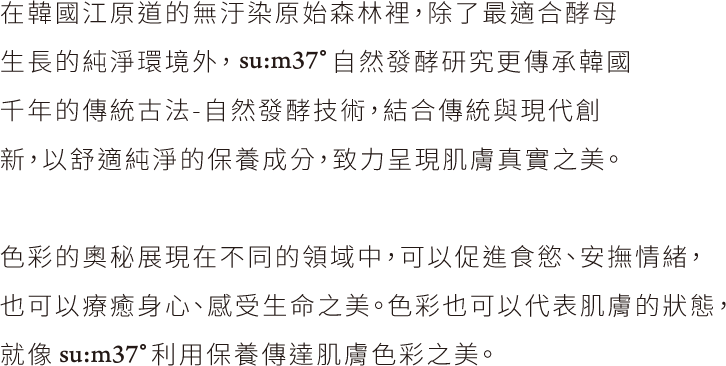 在韓國江原道的無汙染原始森林裡，除了最適合酵母
生長的純淨環境外， su:m37˚ 自然發酵研究更傳承韓國
千年的傳統古法-自然發酵技術，結合傳統與現代創
新，以舒適純淨的保養成分，致力呈現肌膚真實之美。
色彩的奧秘展現在不同的領域中，可以促進食慾、安撫情緒，
也可以療癒身心、感受生命之美。色彩也可以代表肌膚的狀態，
就像 su:m37˚ 利用保養傳達肌膚色彩之美。